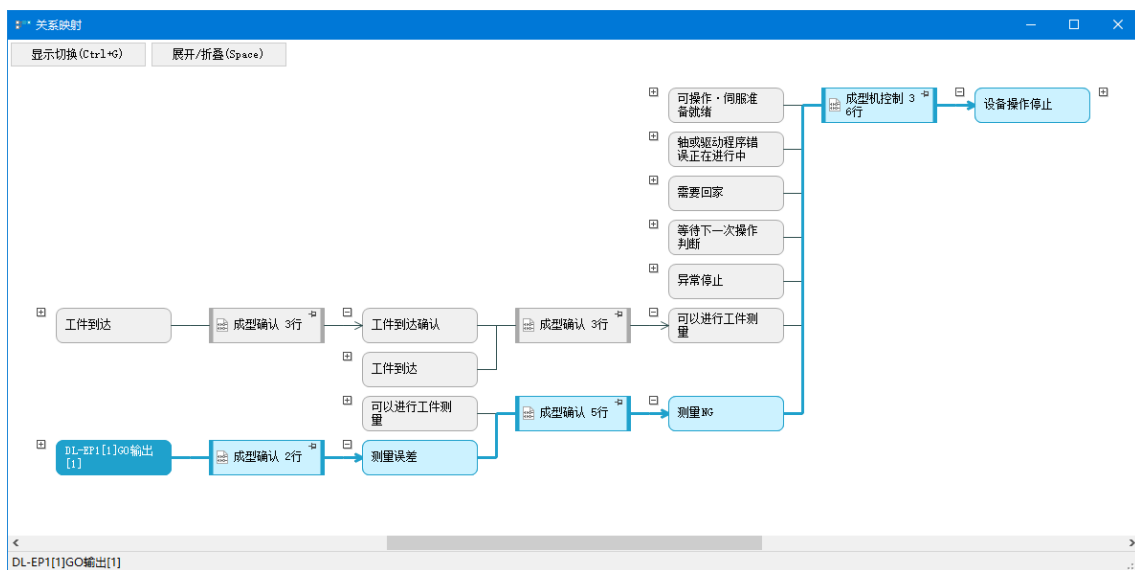 关系映射
显示切换(Ctrl+G)
展开/折叠(Space)
可操作・伺服准
备就绪
成型机控制 3
6行
设备操作停止
轴或驱动程序错
误正在进行中
需要回家
等待下一次操作
判断
异常停止
工件到达
成型确认 3行
工件到达确认
成型确认 3行
可以进行工件测
量
工件到达
可以进行工件测
量
成型确认 5行
测量NG
DL-EP1[1]GO输出
[1]
成型确认 2行
测量误差
DL-EP1[1]GO输出[1]